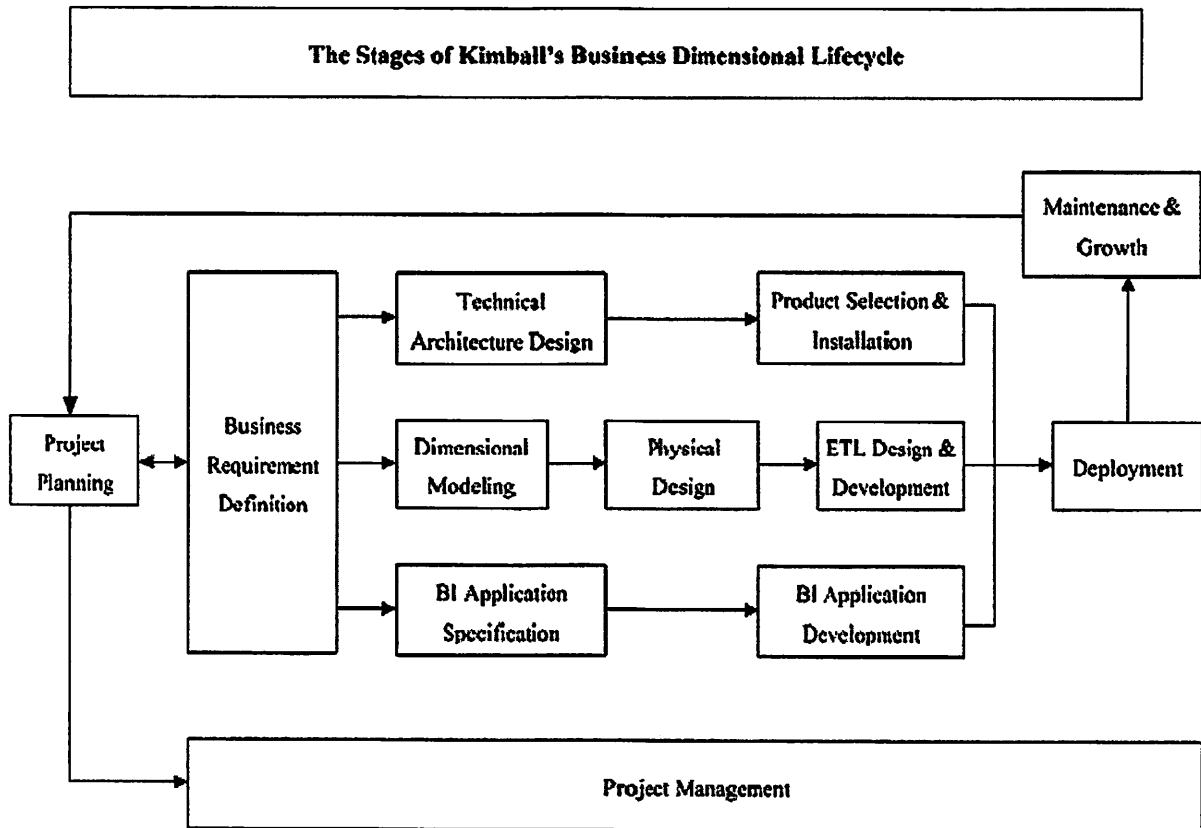 The Stages of Kimball's Business Dimensional Lifecycle
Maintenance &
Growth
Technical
Architecture Design
Product Selection &
Installation
Project
Planning
Business
Requirement
Definition
Dimensional
Modeling
Physical
Design
ETL Design &
Development
Deployment
BI Application
Specification
BI Application
Development
Project Management